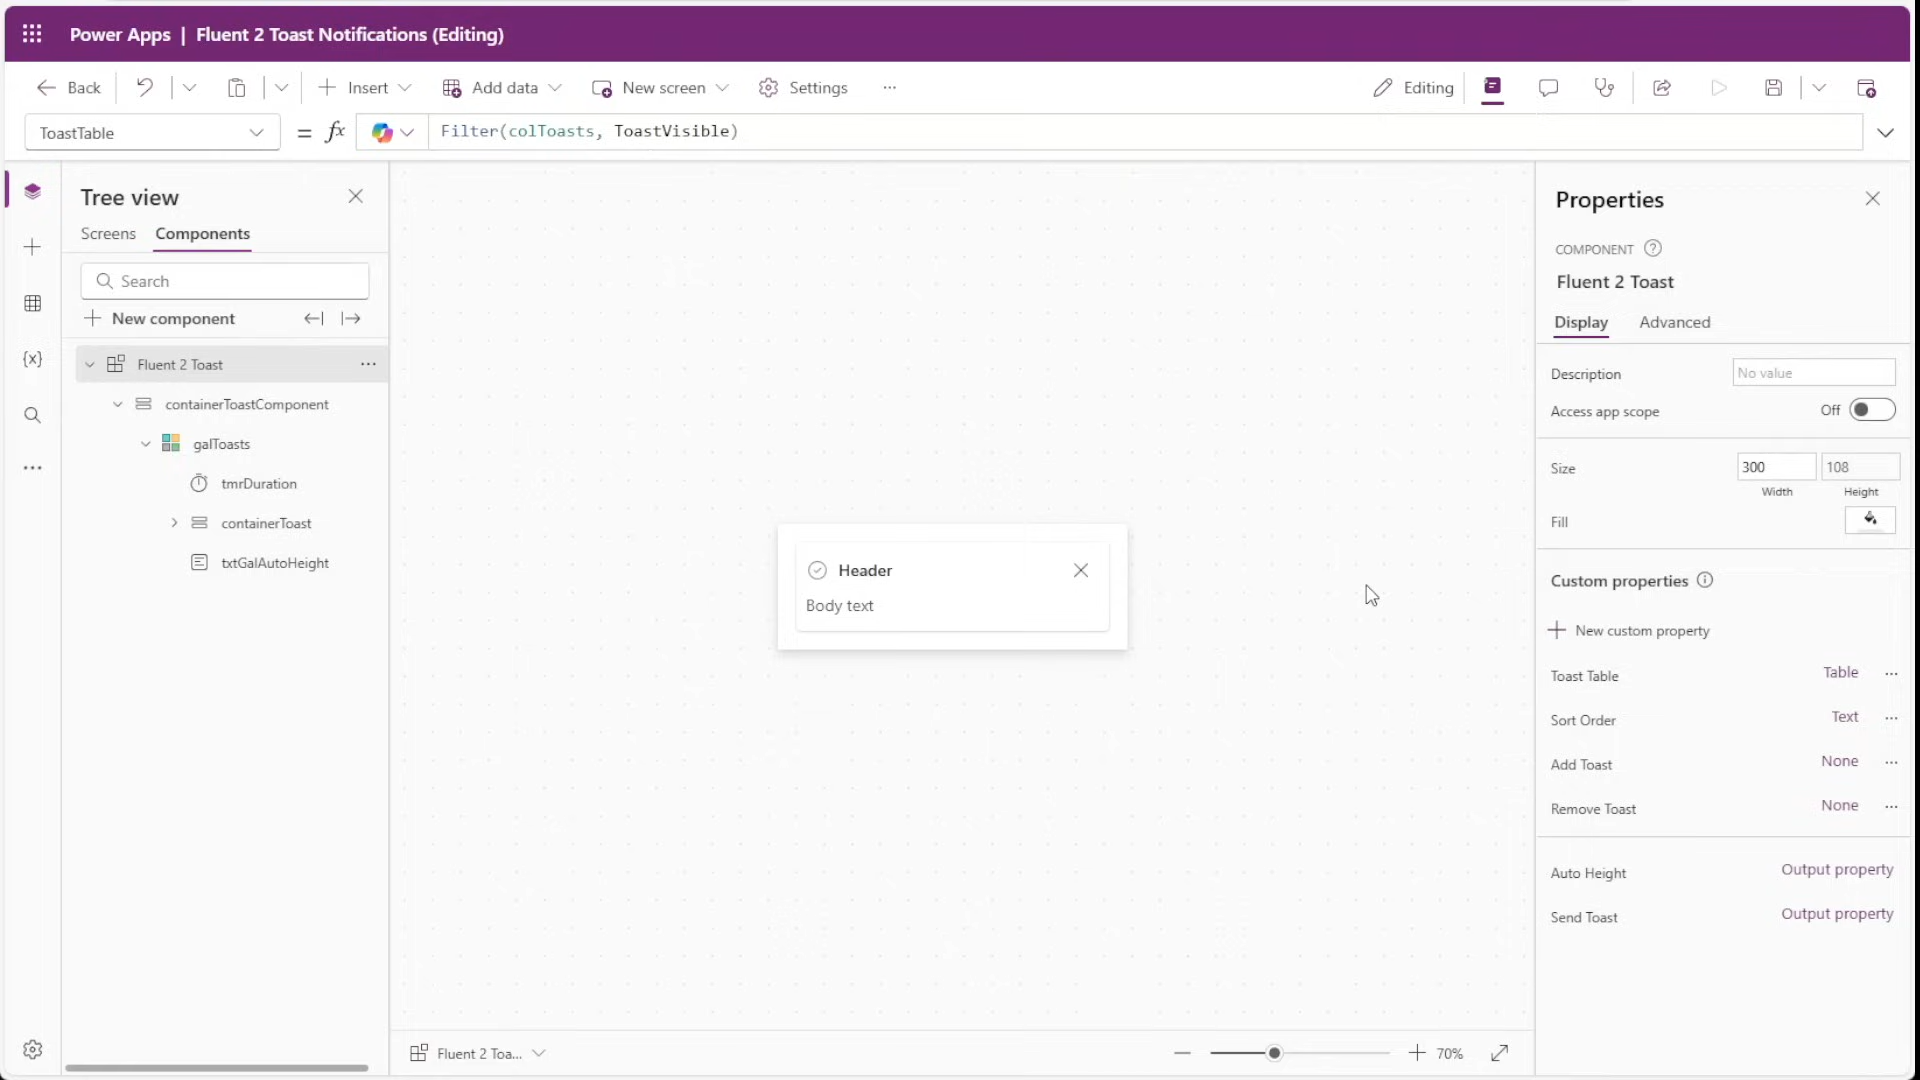 Power Apps | Fluent 2 Toast Notifications (Editing)
Back Insert Add data New screen Settings ... Editing
ToastTable = fx Filter(colToasts, ToastVisible)
Tree view
Screens Components
Search
New component
Fluent 2 Toast ...
containerToastComponent
galToasts
tmrDuration
containerToast
txtGalAutoHeight
{x}
Header
Body text
Fluent 2 Toa...
70%
Properties
COMPONENT ?
Fluent 2 Toast
Display Advanced
Description No value
Access app scope Off
Size 300 108
Width Height
Fill
Custom properties
New custom property
Toast Table Table ...
Sort Order Text ...
Add Toast None ...
Remove Toast None ...
Auto Height Output property
Send Toast Output property